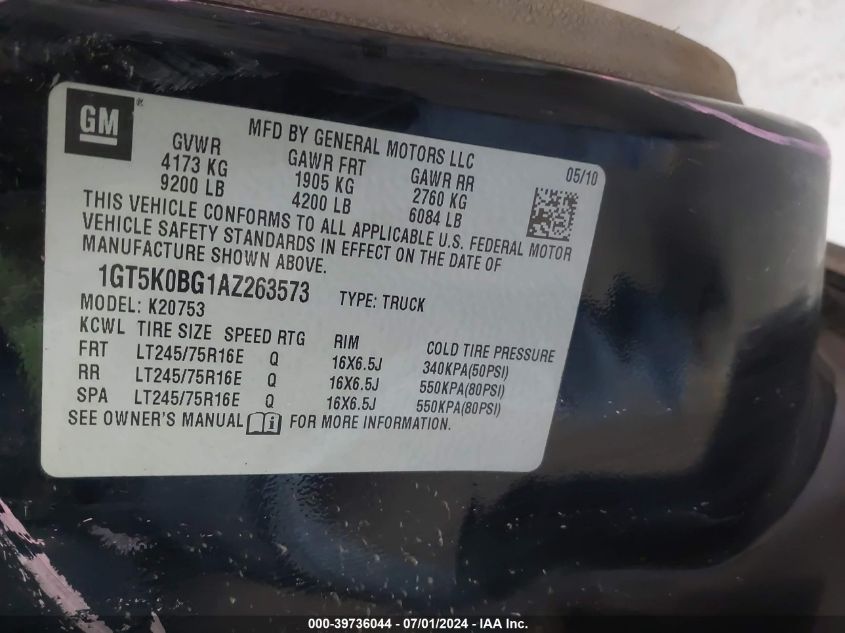 GM
MFD BY GENERAL MOTORS LLC
05/10
GVWR GAWR FRT GAWR RR
4173 KG 1905 KG 2760 KG
9200 LB 4200 LB 6084 LB
THIS VEHICLE CONFORMS TO ALL APPLICABLE U.S. FEDERAL MOTOR
VEHICLE SAFETY STANDARDS IN EFFECT ON THE DATE OF
MANUFACTURE SHOWN ABOVE.
1GT5K0BG1AZ263573 TYPE: TRUCK
MODEL: K20753
KCWL TIRE SIZE SPEED RTG RIM COLD TIRE PRESSURE
FRT LT245/75R16E Q 16X6.5J 340KPA(50PSI)
RR LT245/75R16E Q 16X6.5J 550KPA(80PSI)
SPA LT245/75R16E Q 16X6.5J 550KPA(80PSI)
SEE OWNER'S MANUAL i FOR MORE INFORMATION.
000-39736044 - 07/01/2024 - IAA Inc.